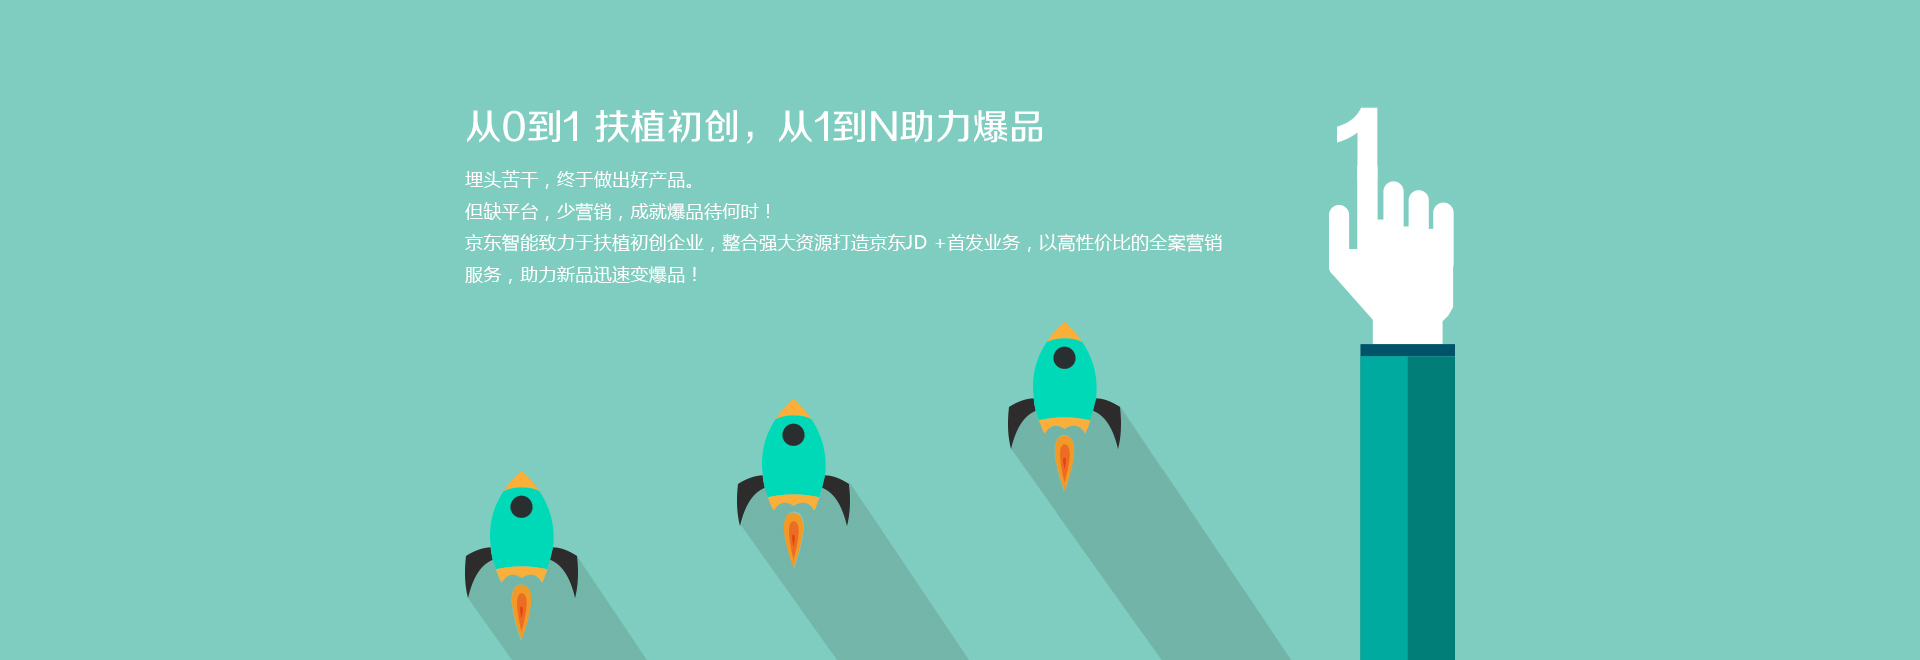 从0到1 扶植初创，从1到N助力爆品
埋头苦干，终于做出好产品。
但缺平台，少营销，成就爆品待何时！
京东智能致力于扶植初创企业，整合强大资源打造京东JD +首发业务，以高性价比的全案营销
服务，助力新品迅速变爆品！
1